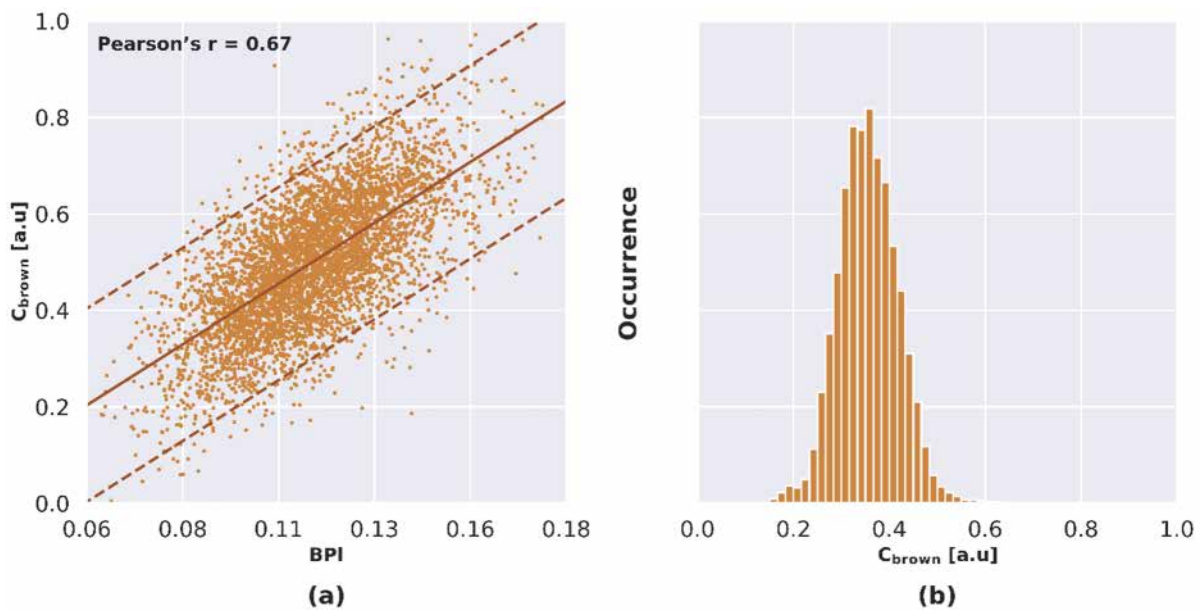 Pearson’s r = 0.67
1.0
0.8
0.6
0.4
0.2
0.0
C_brown [a.u]
0.06 0.08 0.11 0.13 0.16 0.18
BPI
(a)
Occurrence
0.0 0.2 0.4 0.6 0.8 1.0
C_brown [a.u]
(b)